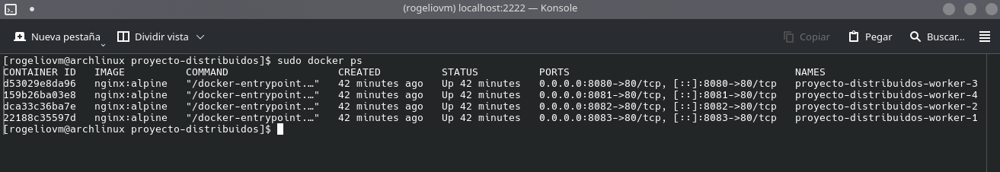 (rogeliovm) localhost:2222 — Konsole
Nueva pestaña Dividir vista Copiar Pegar Buscar...
[rogeliovm@archlinux proyecto-distribuidos]$ sudo docker ps
CONTAINER ID   IMAGE          COMMAND                  CREATED          STATUS          PORTS                                     NAMES
d53029e8da96   nginx:alpine   "/docker-entrypoint.…"   42 minutes ago   Up 42 minutes   0.0.0.0:8080->80/tcp, [::]:8080->80/tcp   proyecto-distribuidos-worker-3
159b26ba03e8   nginx:alpine   "/docker-entrypoint.…"   42 minutes ago   Up 42 minutes   0.0.0.0:8081->80/tcp, [::]:8081->80/tcp   proyecto-distribuidos-worker-4
dca33c36ba7e   nginx:alpine   "/docker-entrypoint.…"   42 minutes ago   Up 42 minutes   0.0.0.0:8082->80/tcp, [::]:8082->80/tcp   proyecto-distribuidos-worker-2
22188c35597d   nginx:alpine   "/docker-entrypoint.…"   42 minutes ago   Up 42 minutes   0.0.0.0:8083->80/tcp, [::]:8083->80/tcp   proyecto-distribuidos-worker-1
[rogeliovm@archlinux proyecto-distribuidos]$